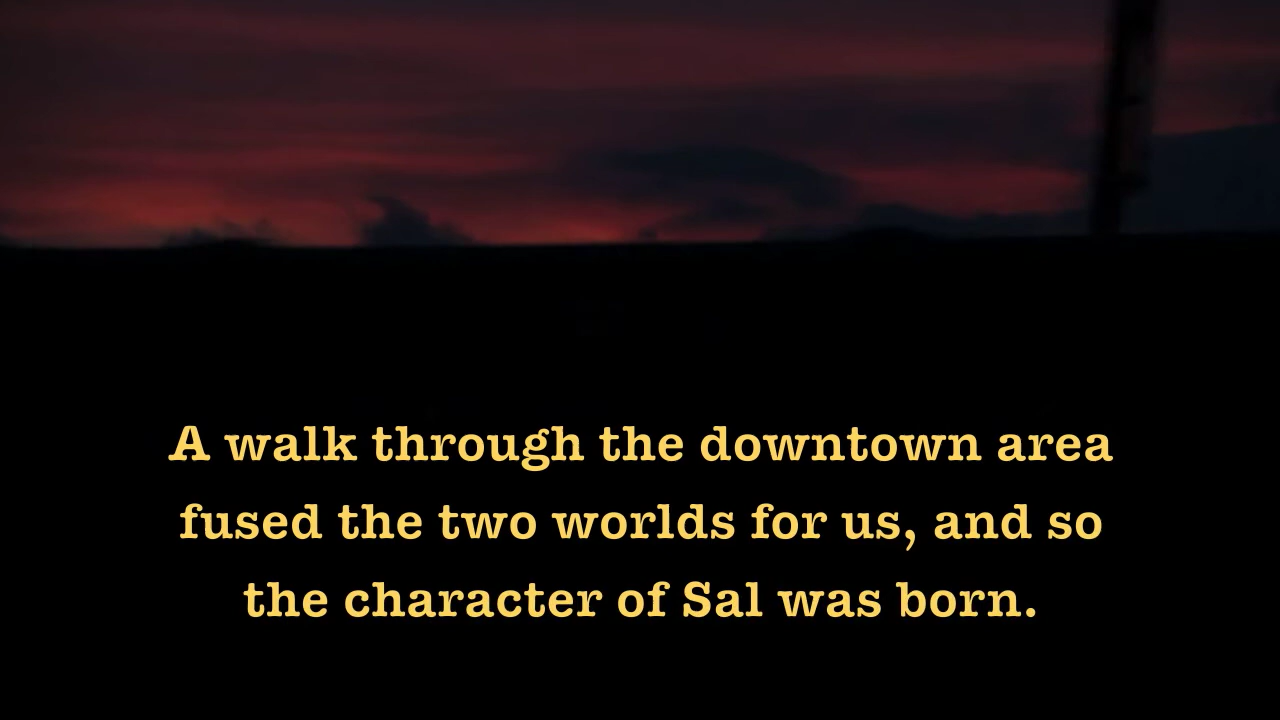 A walk through the downtown area
fused the two worlds for us, and so
the character of Sal was born.